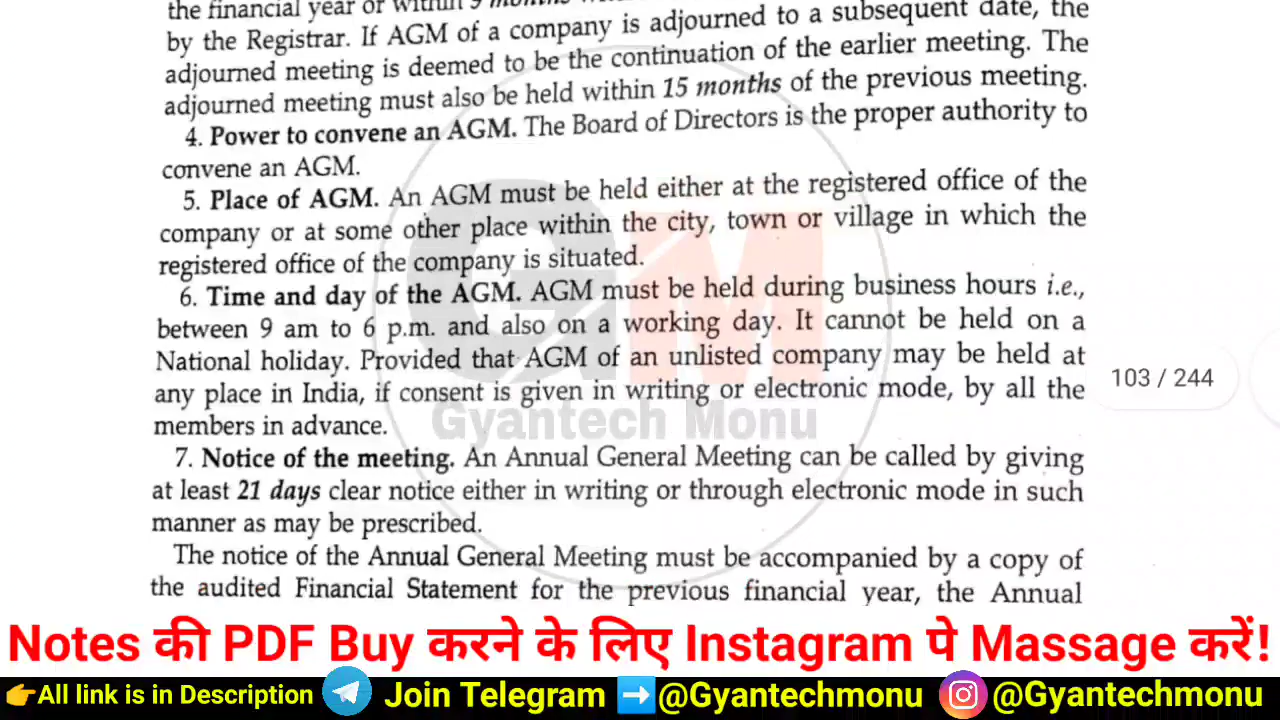 the financial year or within 9 months
by the Registrar. If AGM of a company is adjourned to a subsequent date, the
adjourned meeting is deemed to be the continuation of the earlier meeting. The
adjourned meeting must also be held within 15 months of the previous meeting.
4. Power to convene an AGM. The Board of Directors is the proper authority to
convene an AGM.
5. Place of AGM. An AGM must be held either at the registered office of the
company or at some other place within the city, town or village in which the
registered office of the company is situated.
6. Time and day of the AGM. AGM must be held during business hours i.e.,
between 9 am to 6 p.m. and also on a working day. It cannot be held on a
National holiday. Provided that AGM of an unlisted company may be held at
any place in India, if consent is given in writing or electronic mode, by all the
members in advance.
7. Notice of the meeting. An Annual General Meeting can be called by giving
at least 21 days clear notice either in writing or through electronic mode in such
manner as may be prescribed.
The notice of the Annual General Meeting must be accompanied by a copy of
the audited Financial Statement for the previous financial year, the Annual
103 / 244
GM
Gyantech Monu
Notes की PDF Buy करने के लिए Instagram पे Massage करें!
👉All link is in Description Join Telegram ➡️@Gyantechmonu @Gyantechmonu